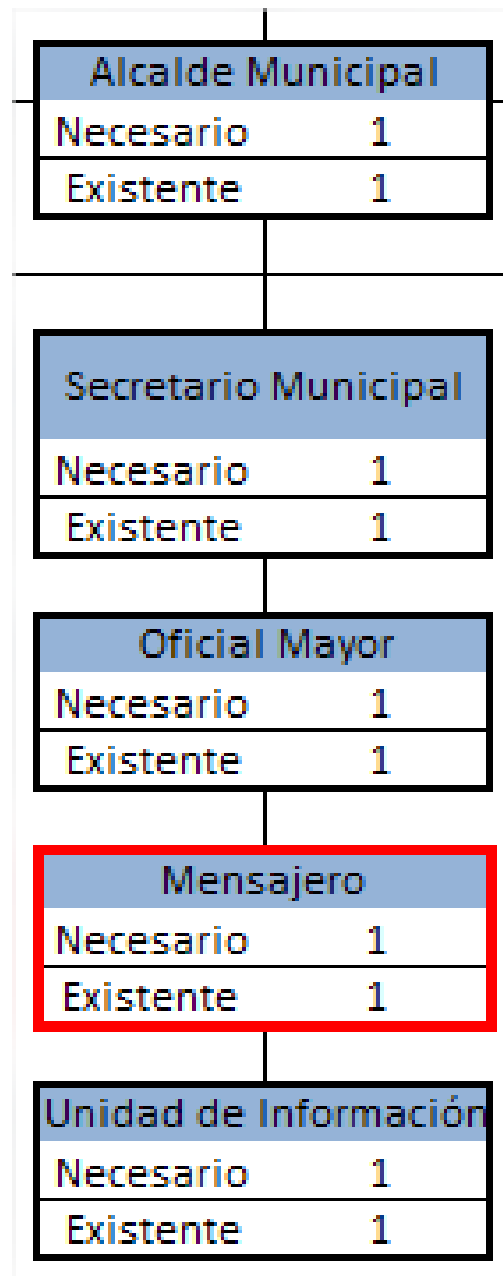 Alcalde Municipal
Necesario 1
Existente 1
Secretario Municipal
Necesario 1
Existente 1
Oficial Mayor
Necesario 1
Existente 1
Mensajero
Necesario 1
Existente 1
Unidad de Información
Necesario 1
Existente 1